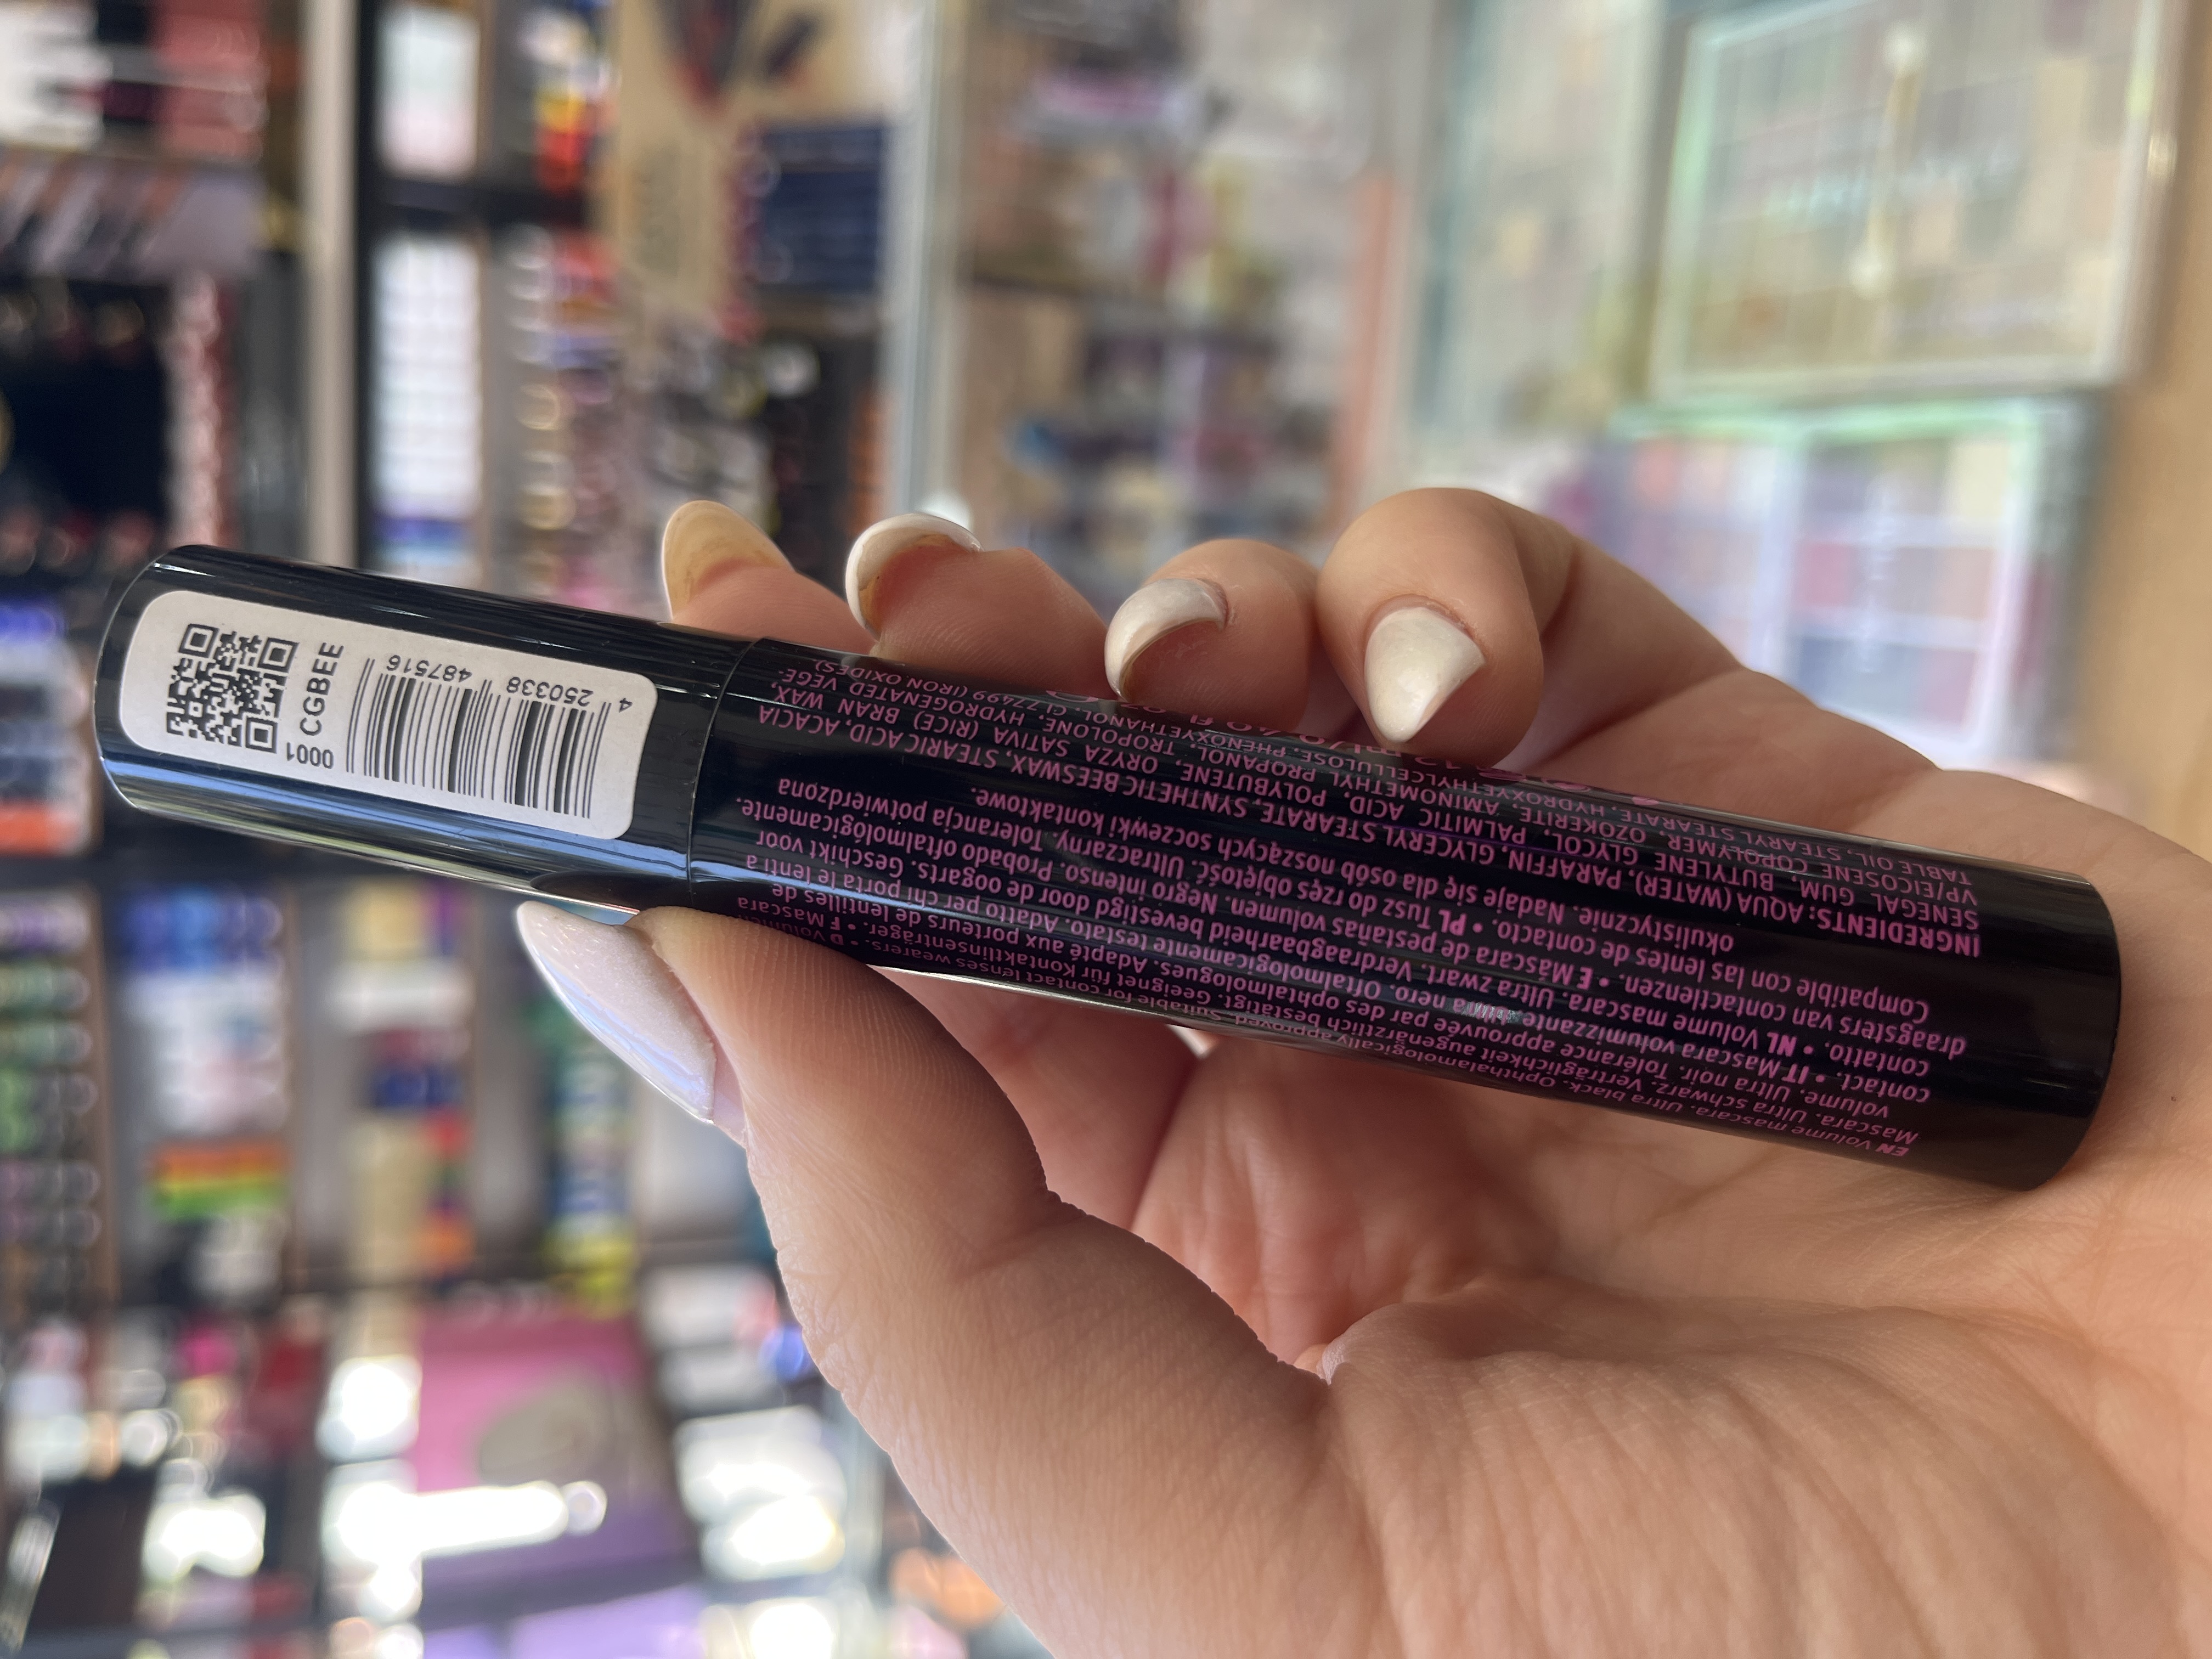 CGBEE
0001
4 250338 487516
EN Volume mascara. Ultra black. Ophthalmologically approved. Suitable for contact lenses wearers. • D Volumen
Mascara. Ultra schwarz. Verträglichkeit augenärztlich bestätigt. Geeignet für Kontaktlinsenträger. • F Mascara
volume. Ultra noir. Tolérance approuvée par des ophtalmologues. Adapté aux porteurs de lentilles de
contact. • IT Mascara volumizzante ultra nero. Oftalmologicamente testato. Adatto per chi porta le lenti a
contatto. • NL Volume mascara. Ultra zwart. Verdraagbaarheid bevestigd door de oogarts. Geschikt voor
draagsters van contactlenzen. • E Máscara de pestañas volumen. Negro intenso. Probado oftalmológicamente.
Compatible con las lentes de contacto. • PL Tusz do rzęs objętość. Ultraczarny. Tolerancja potwierdzona
okulistycznie. Nadaje się dla osób noszących soczewki kontaktowe.
INGREDIENTS: AQUA (WATER), PARAFFIN, GLYCERYL STEARATE, SYNTHETIC BEESWAX, STEARIC ACID, ACACIA
SENEGAL GUM, BUTYLENE GLYCOL, PALMITIC ACID, POLYBUTENE, ORYZA SATIVA (RICE) BRAN WAX,
VP/EICOSENE COPOLYMER, OZOKERITE, AMINOMETHYL PROPANOL, TROPOLONE, HYDROGENATED VEGE-
TABLE OIL, STEARYL STEARATE, HYDROXYETHYLCELLULOSE, PHENOXYETHANOL, CI 77499 (IRON OXIDES)